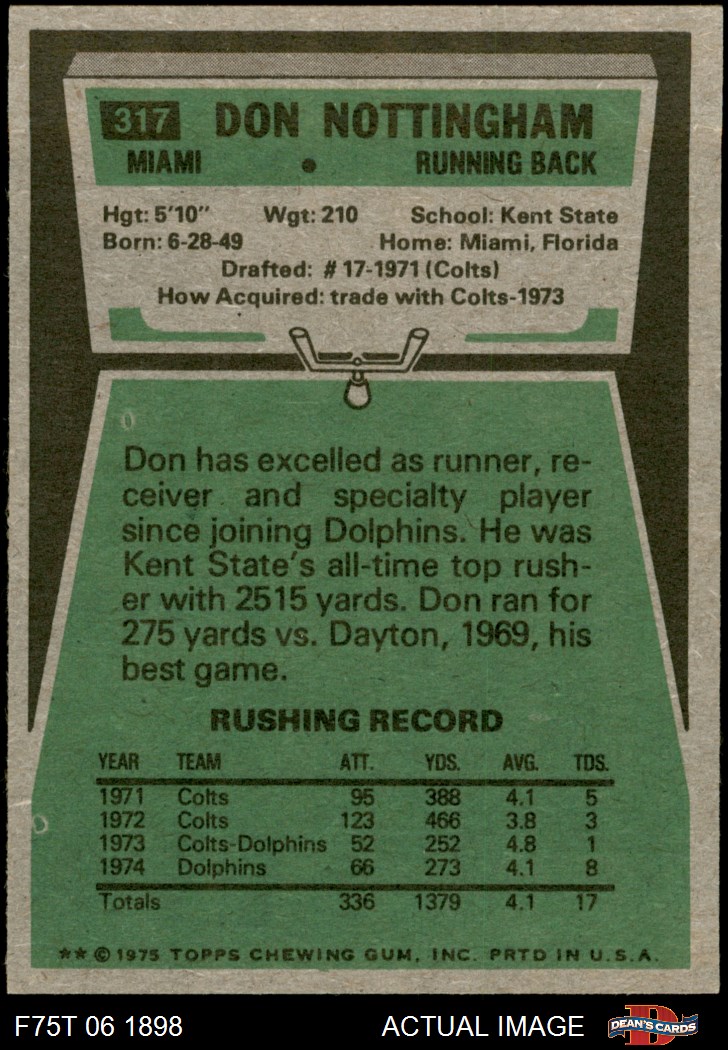 317 DON NOTTINGHAM
MIAMI • RUNNING BACK
Hgt: 5'10" Wgt: 210 School: Kent State
Born: 6-28-49 Home: Miami, Florida
Drafted: # 17-1971 (Colts)
How Acquired: trade with Colts-1973
Don has excelled as runner, re-
ceiver and specialty player
since joining Dolphins. He was
Kent State's all-time top rush-
er with 2515 yards. Don ran for
275 yards vs. Dayton, 1969, his
best game.
RUSHING RECORD
YEAR TEAM ATT. YDS. AVG. TDS.
1971 Colts 95 388 4.1 5
1972 Colts 123 466 3.8 3
1973 Colts-Dolphins 52 252 4.8 1
1974 Dolphins 66 273 4.1 8
Totals 336 1379 4.1 17
** © 1975 TOPPS CHEWING GUM, INC. PRTD IN U.S.A.
F75T 06 1898 ACTUAL IMAGE D DEAN'S CARDS